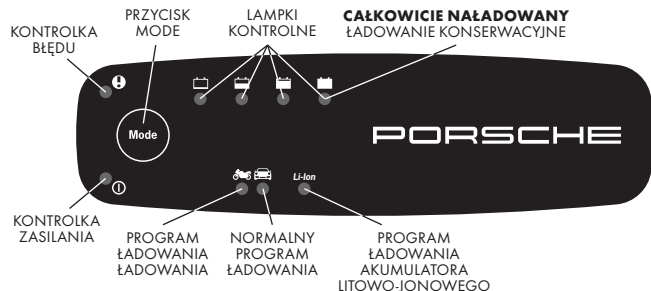 KONTROLKA
BŁĘDU
PRZYCISK
MODE
LAMPKI
KONTROLNE
CAŁKOWICIE NAŁADOWANY
ŁADOWANIE KONSERWACYJNE
Mode
PORSCHE
Li-Ion
KONTROLKA
ZASILANIA
PROGRAM
ŁADOWANIA
ŁADOWANIA
NORMALNY
PROGRAM
ŁADOWANIA
PROGRAM
ŁADOWANIA
AKUMULATORA
LITOWO-JONOWEGO